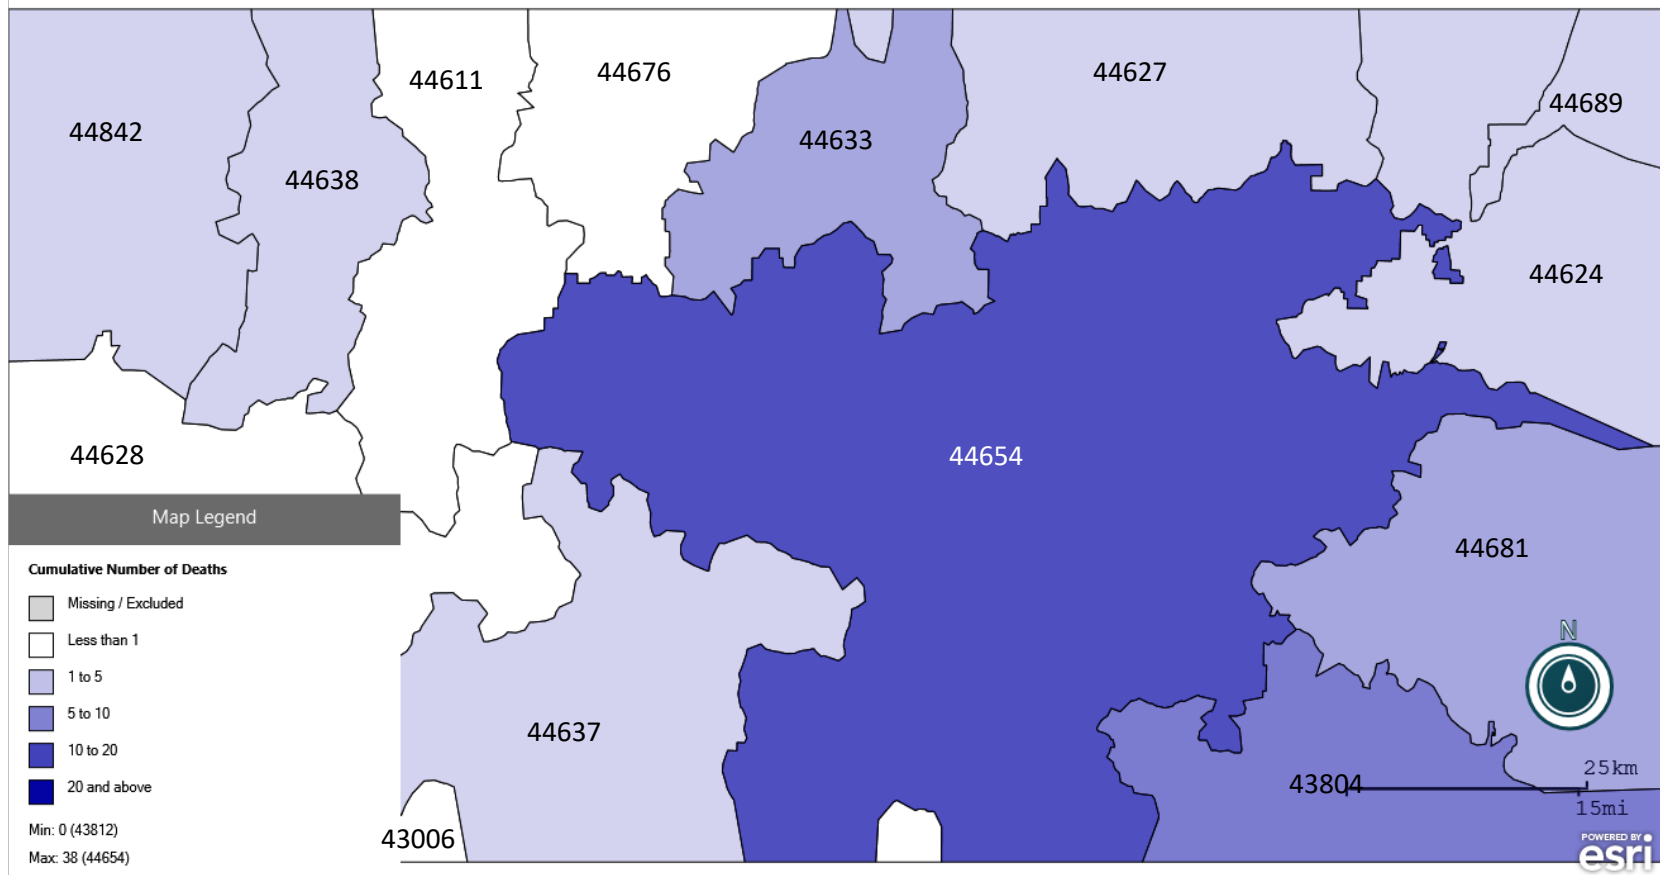 44611
44676
44627
44689
44842
44633
44638
44624
44628
44654
Map Legend
44681
Cumulative Number of Deaths
Missing / Excluded
Less than 1
1 to 5
5 to 10
10 to 20
20 and above
Min: 0 (43812)
Max: 38 (44654)
N
44637
25km
43804
15mi
43006
POWERED BY
esri